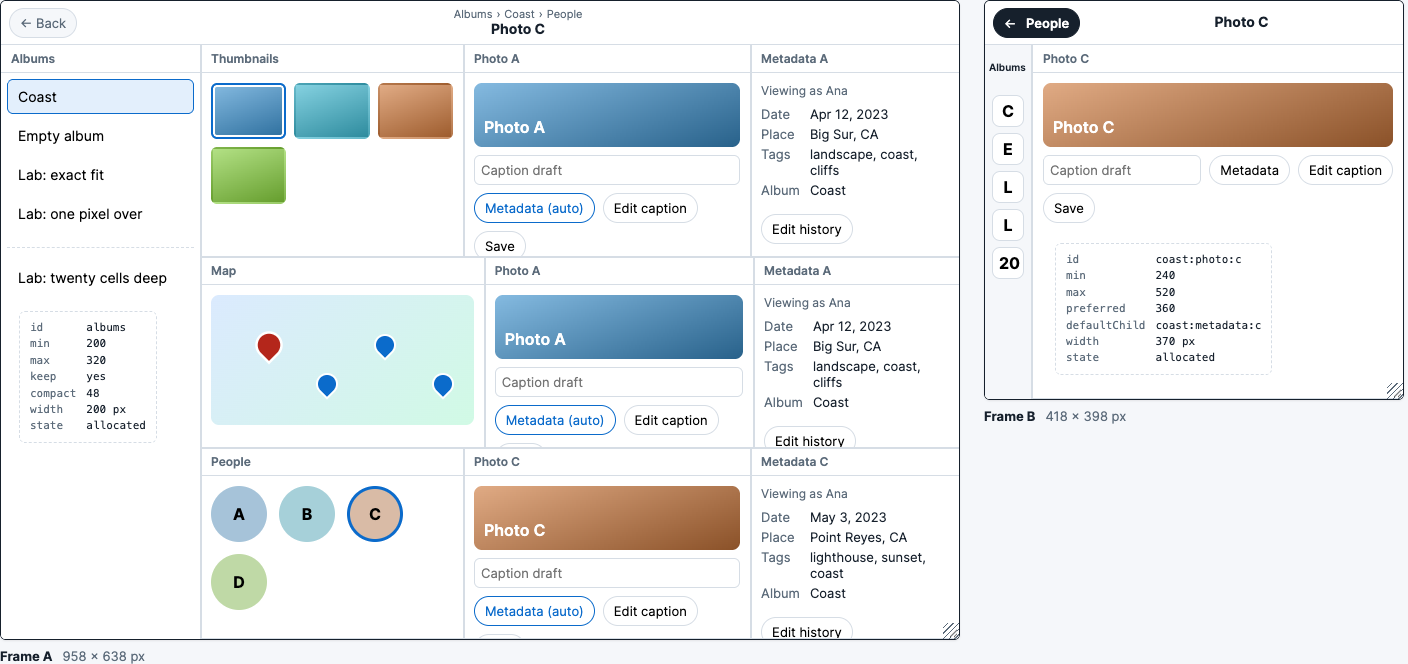 ← Back
Albums › Coast › People
Photo C
Albums
Coast
Empty album
Lab: exact fit
Lab: one pixel over
Lab: twenty cells deep
id albums
min 200
max 320
keep yes
compact 48
width 200 px
state allocated
Thumbnails
Photo A
Photo A
Caption draft
Metadata (auto) Edit caption
Save
Metadata A
Viewing as Ana
Date Apr 12, 2023
Place Big Sur, CA
Tags landscape, coast,
cliffs
Album Coast
Edit history
Map
Photo A
Photo A
Caption draft
Metadata (auto) Edit caption
Metadata A
Viewing as Ana
Date Apr 12, 2023
Place Big Sur, CA
Tags landscape, coast,
cliffs
Album Coast
Edit history
People
A B C
D
Photo C
Photo C
Caption draft
Metadata (auto) Edit caption
Metadata C
Viewing as Ana
Date May 3, 2023
Place Point Reyes, CA
Tags lighthouse, sunset,
coast
Album Coast
Edit history
Frame A 958 × 638 px
← People
Photo C
Albums
C
E
L
L
20
Photo C
Photo C
Caption draft Metadata Edit caption
Save
id coast:photo:c
min 240
max 520
preferred 360
defaultChild coast:metadata:c
width 370 px
state allocated
Frame B 418 × 398 px